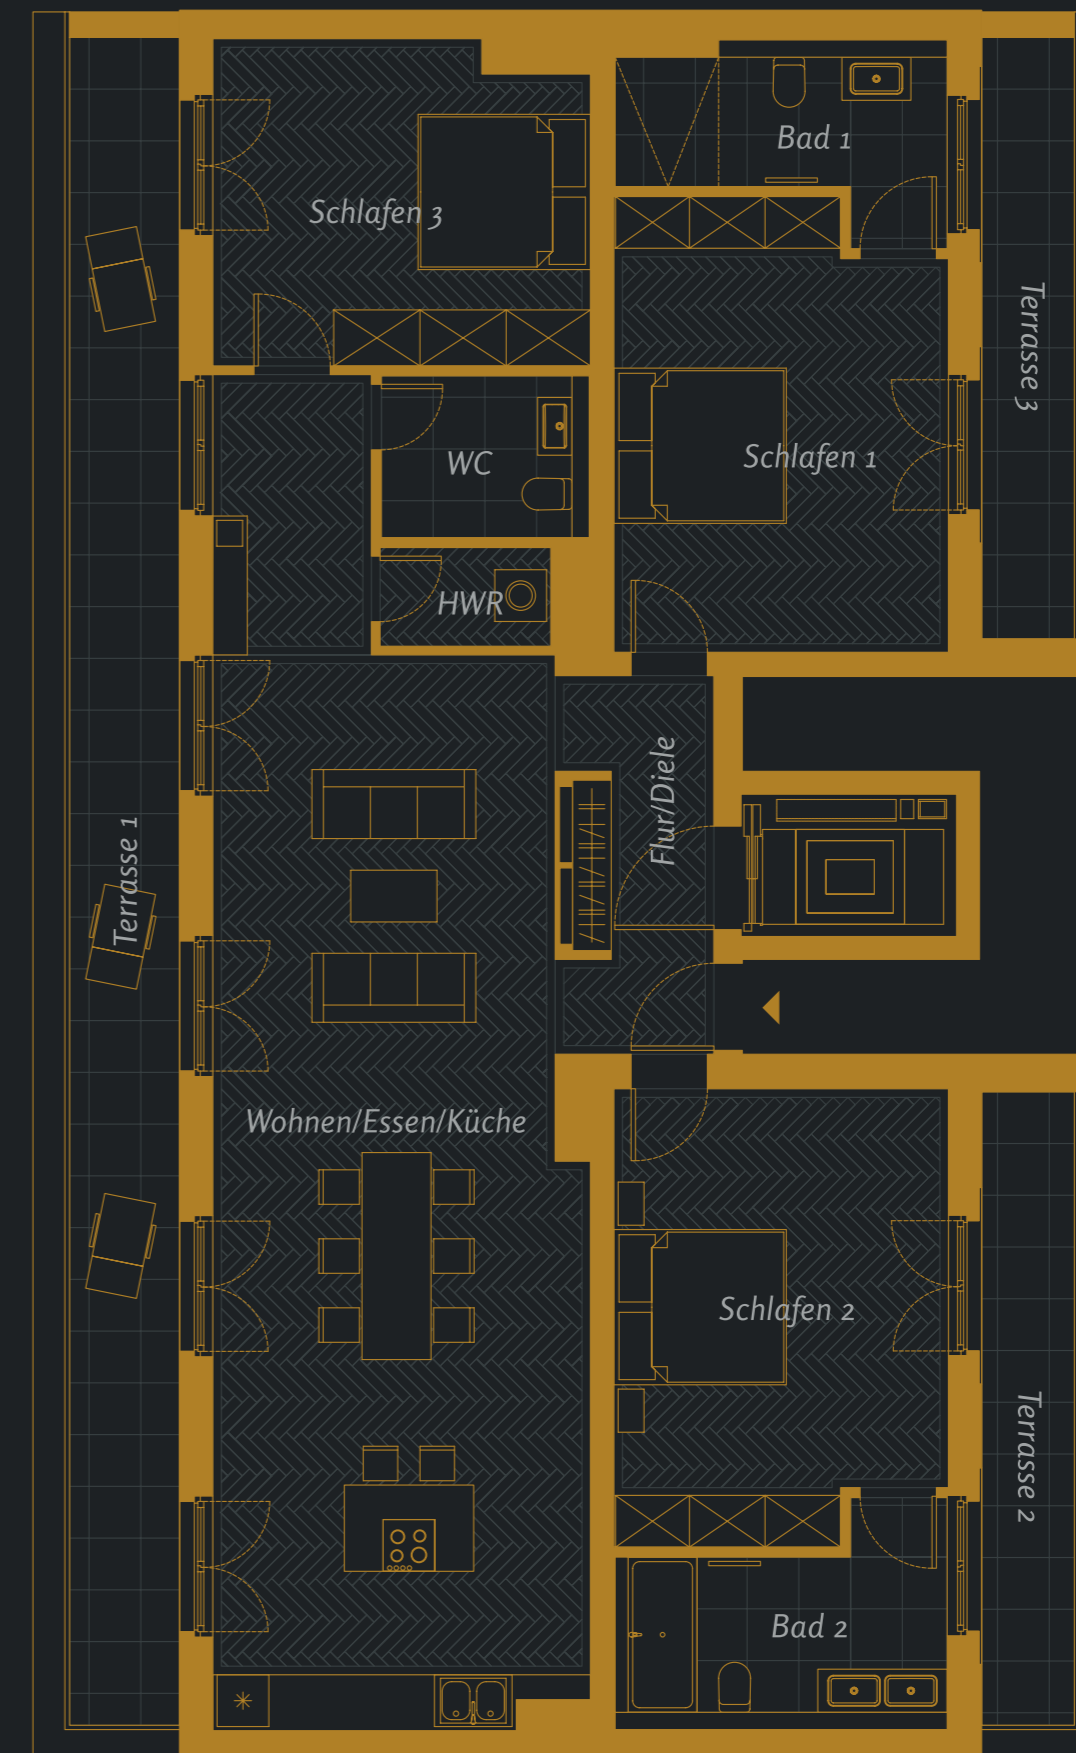 Bad 1
Schlafen 3
Terrasse 3
Schlafen 1
WC
HWR
Flur/Diele
Terrasse 1
Wohnen/Essen/Küche
Schlafen 2
Terrasse 2
Bad 2